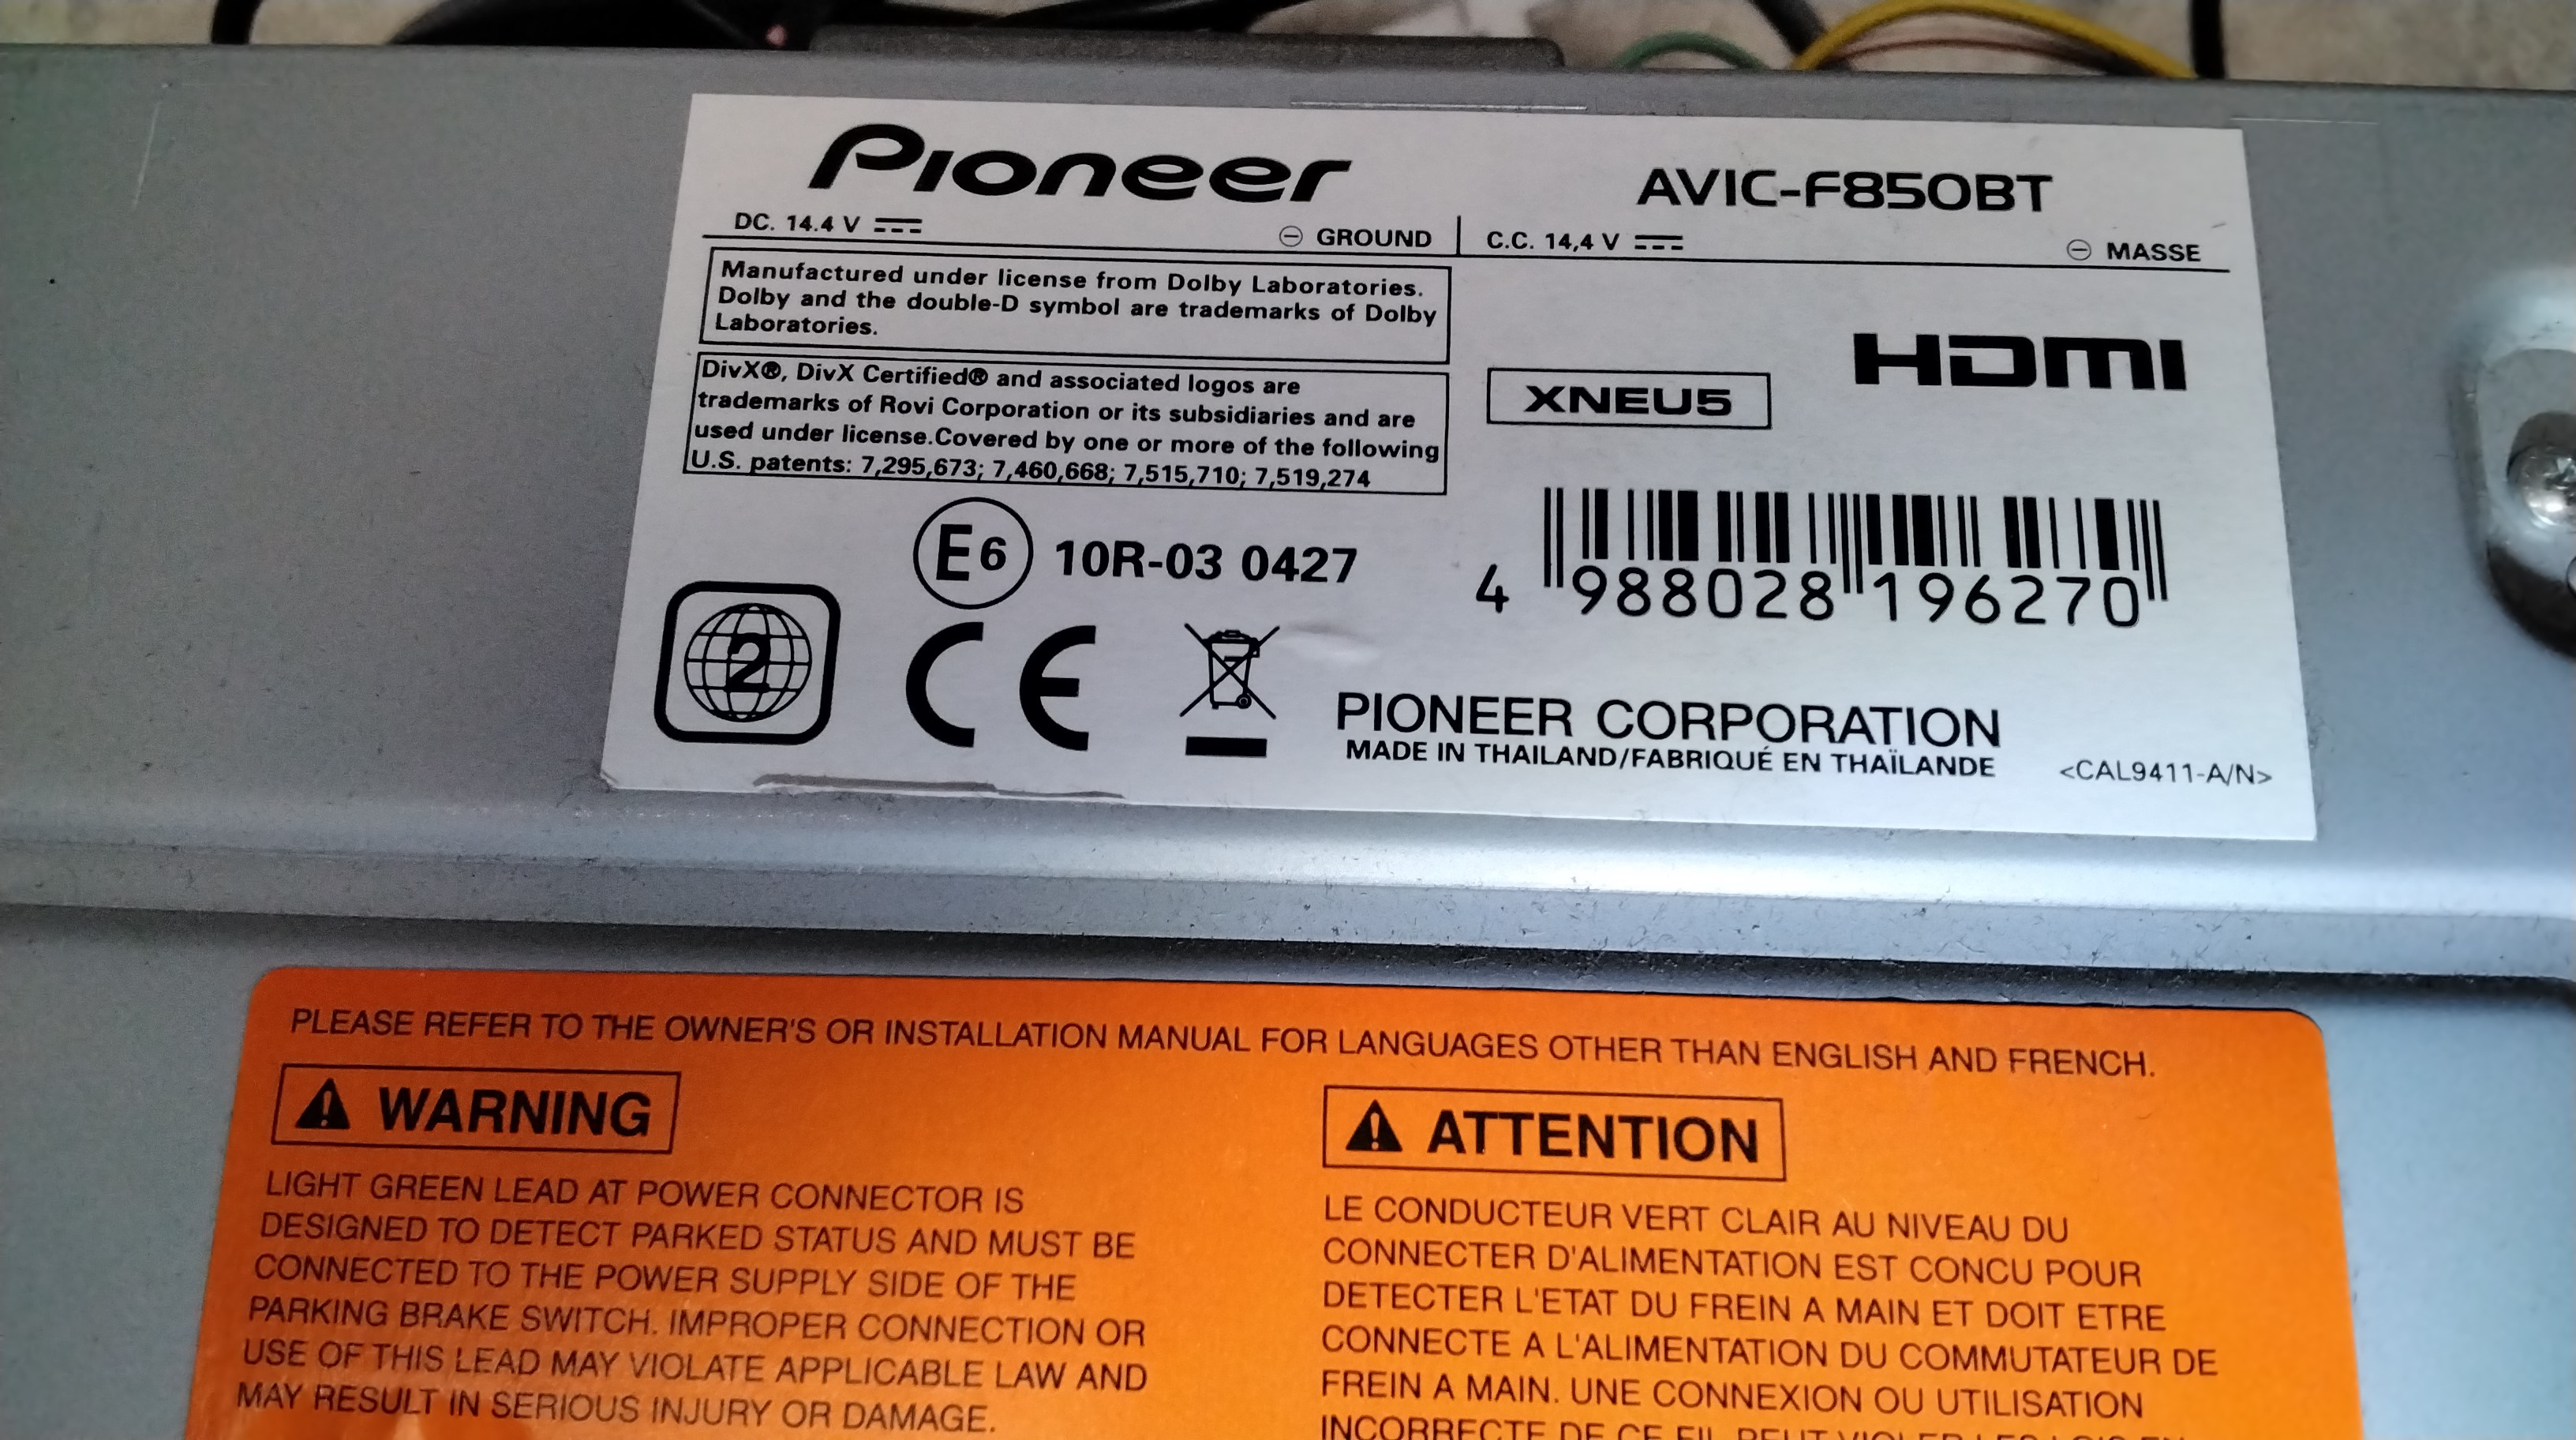 Pioneer
AVIC-F850BT
DC. 14.4 V
GROUND
C.C. 14,4 V
MASSE
Manufactured under license from Dolby Laboratories.
Dolby and the double-D symbol are trademarks of Dolby
Laboratories.
DivX®, DivX Certified® and associated logos are
trademarks of Rovi Corporation or its subsidiaries and are
used under license.Covered by one or more of the following
U.S. patents: 7,295,673; 7,460,668; 7,515,710; 7,519,274
XNEU5
HDMI
E6 10R-03 0427
4 988028 196270
2
CE
PIONEER CORPORATION
MADE IN THAILAND/FABRIQUÉ EN THAÏLANDE
<CAL9411-A/N>
PLEASE REFER TO THE OWNER'S OR INSTALLATION MANUAL FOR LANGUAGES OTHER THAN ENGLISH AND FRENCH.
WARNING
LIGHT GREEN LEAD AT POWER CONNECTOR IS
DESIGNED TO DETECT PARKED STATUS AND MUST BE
CONNECTED TO THE POWER SUPPLY SIDE OF THE
PARKING BRAKE SWITCH. IMPROPER CONNECTION OR
USE OF THIS LEAD MAY VIOLATE APPLICABLE LAW AND
MAY RESULT IN SERIOUS INJURY OR DAMAGE.
ATTENTION
LE CONDUCTEUR VERT CLAIR AU NIVEAU DU
CONNECTER D'ALIMENTATION EST CONCU POUR
DETECTER L'ETAT DU FREIN A MAIN ET DOIT ETRE
CONNECTE A L'ALIMENTATION DU COMMUTATEUR DE
FREIN A MAIN. UNE CONNEXION OU UTILISATION
INCORRECTE DE CE FIL PEUT VIOLER LES LOIS EN